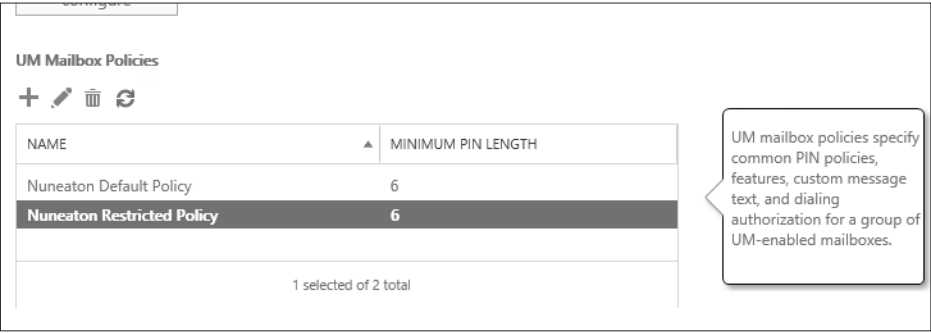 configure
UM Mailbox Policies
NAME MINIMUM PIN LENGTH
Nuneaton Default Policy 6
Nuneaton Restricted Policy 6
1 selected of 2 total
UM mailbox policies specify
common PIN policies,
features, custom message
text, and dialing
authorization for a group of
UM-enabled mailboxes.